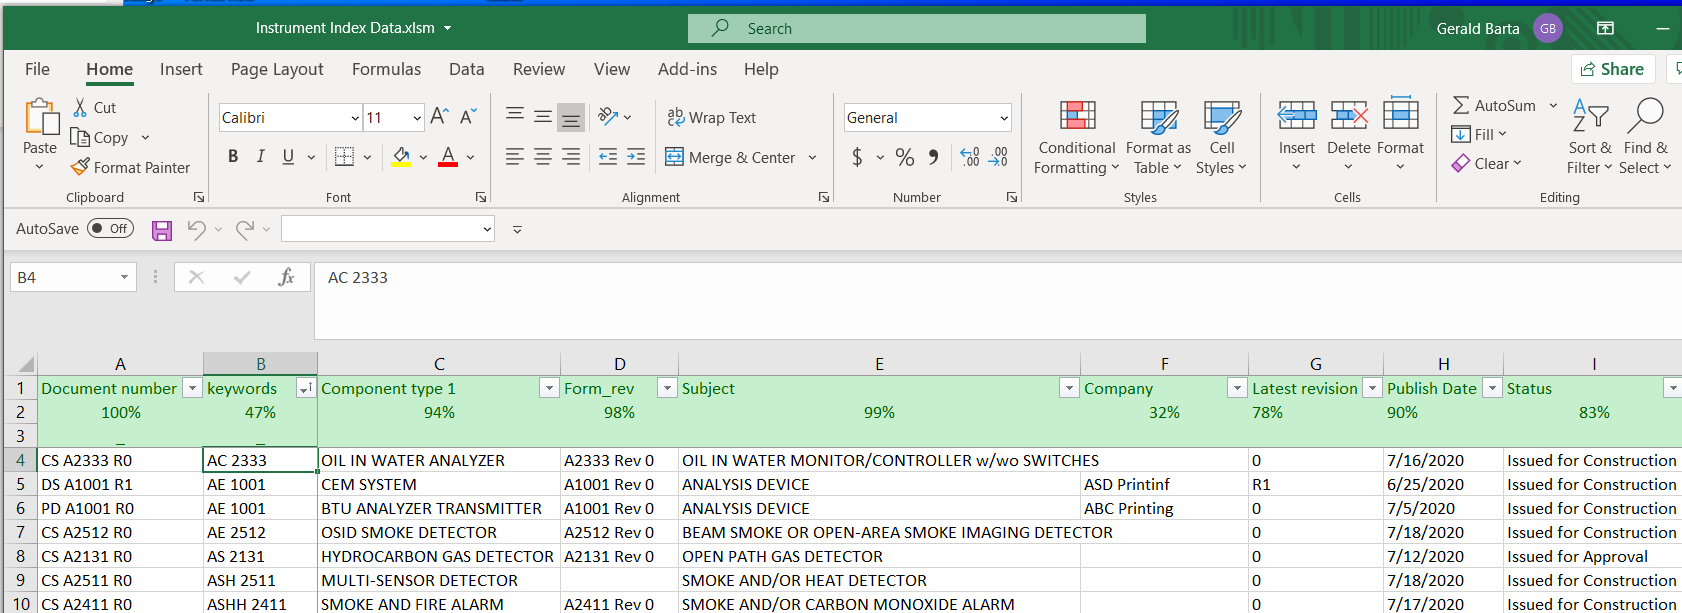 Instrument Index Data.xlsm
Search
Gerald Barta GB
File Home Insert Page Layout Formulas Data Review View Add-ins Help
Share
Paste
Cut
Copy
Format Painter
Clipboard
Calibri 11
B I U A
Font
Wrap Text
Merge & Center
Alignment
General
$ % 9 .00
Number
Conditional Formatting
Format as Table
Cell Styles
Styles
Insert Delete Format
Cells
AutoSum
Fill
Clear
Sort & Filter
Find & Select
Editing
AutoSave Off
B4 fx AC 2333
A B C D E F G H I
1 Document number keywords Component type 1 Form_rev Subject Company Latest revision Publish Date Status
2 100% 47% 94% 98% 99% 32% 78% 90% 83%
3 _ _
4 CS A2333 R0 AC 2333 OIL IN WATER ANALYZER A2333 Rev 0 OIL IN WATER MONITOR/CONTROLLER w/wo SWITCHES 0 7/16/2020 Issued for Construction
5 DS A1001 R1 AE 1001 CEM SYSTEM A1001 Rev 0 ANALYSIS DEVICE ASD Printinf R1 6/25/2020 Issued for Construction
6 PD A1001 R0 AE 1001 BTU ANALYZER TRANSMITTER A1001 Rev 0 ANALYSIS DEVICE ABC Printing 0 7/5/2020 Issued for Construction
7 CS A2512 R0 AE 2512 OSID SMOKE DETECTOR A2512 Rev 0 BEAM SMOKE OR OPEN-AREA SMOKE IMAGING DETECTOR 0 7/18/2020 Issued for Construction
8 CS A2131 R0 AS 2131 HYDROCARBON GAS DETECTOR A2131 Rev 0 OPEN PATH GAS DETECTOR 0 7/12/2020 Issued for Approval
9 CS A2511 R0 ASH 2511 MULTI-SENSOR DETECTOR SMOKE AND/OR HEAT DETECTOR 0 7/18/2020 Issued for Construction
10 CS A2411 R0 ASHH 2411 SMOKE AND FIRE ALARM A2411 Rev 0 SMOKE AND/OR CARBON MONOXIDE ALARM 0 7/17/2020 Issued for Construction